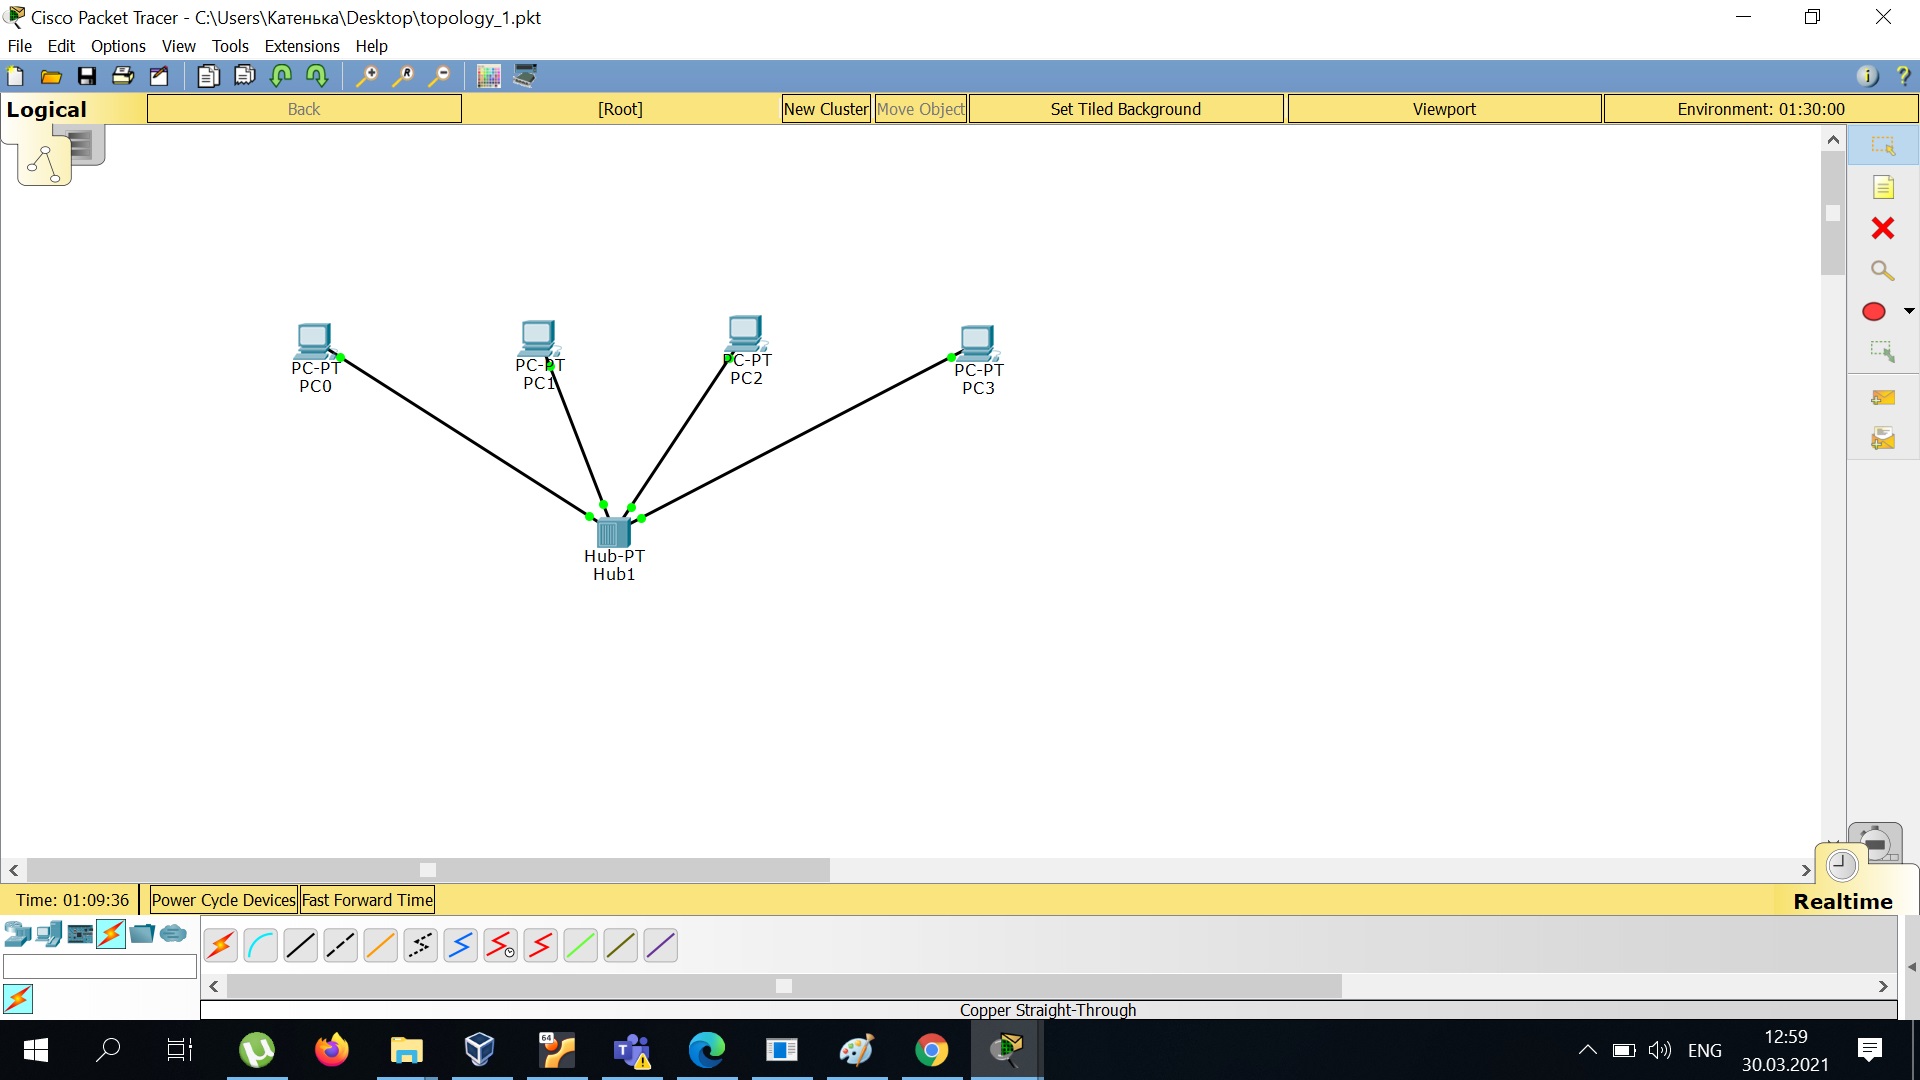 Cisco Packet Tracer - C:\Users\Катенька\Desktop\topology_1.pkt
File Edit Options View Tools Extensions Help
Logical Back [Root] New Cluster Move Object Set Tiled Background Viewport Environment: 01:30:00
PC-PT
PC0
PC-PT
PC1
PC-PT
PC2
PC-PT
PC3
Hub-PT
Hub1
Time: 01:09:36 Power Cycle Devices Fast Forward Time Realtime
Copper Straight-Through
64
ENG
12:59
30.03.2021